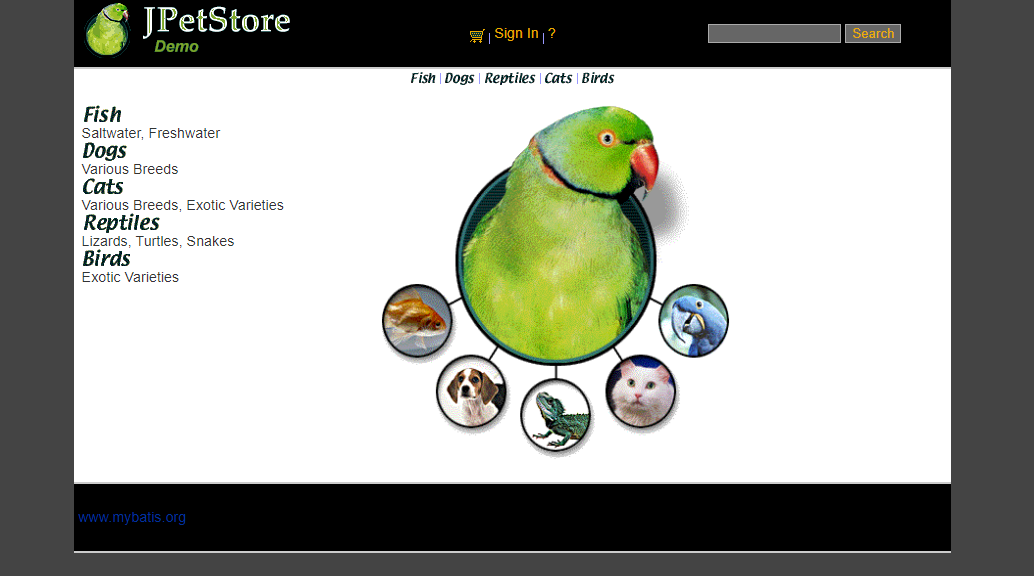 JPetStore
Demo
Sign In | ?
Search
Fish | Dogs | Reptiles | Cats | Birds
Fish
Saltwater, Freshwater
Dogs
Various Breeds
Cats
Various Breeds, Exotic Varieties
Reptiles
Lizards, Turtles, Snakes
Birds
Exotic Varieties
www.mybatis.org